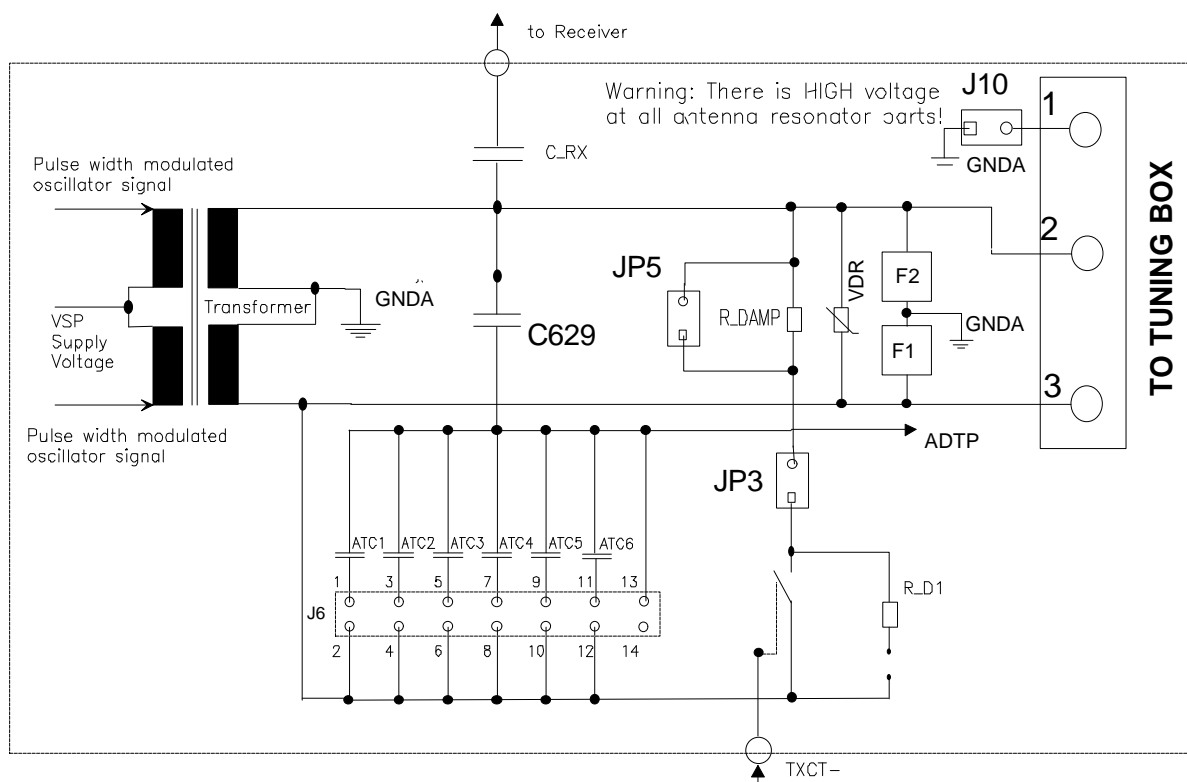 to Receiver
Warning: There is HIGH voltage
at all antenna resonator parts!
J10
1
GNDA
C_RX
Pulse width modulated
oscillator signal
2
JP5
VDR
F2
GNDA
Transformer
GNDA
VSP
Supply
Voltage
C629
R_DAMP
F1
GNDA
3
TO TUNING BOX
Pulse width modulated
oscillator signal
ADTP
JP3
ATC1 ATC2 ATC3 ATC4 ATC5 ATC6
1 3 5 7 9 11 13
J6
2 4 6 8 10 12 14
R_D1
TXCT-